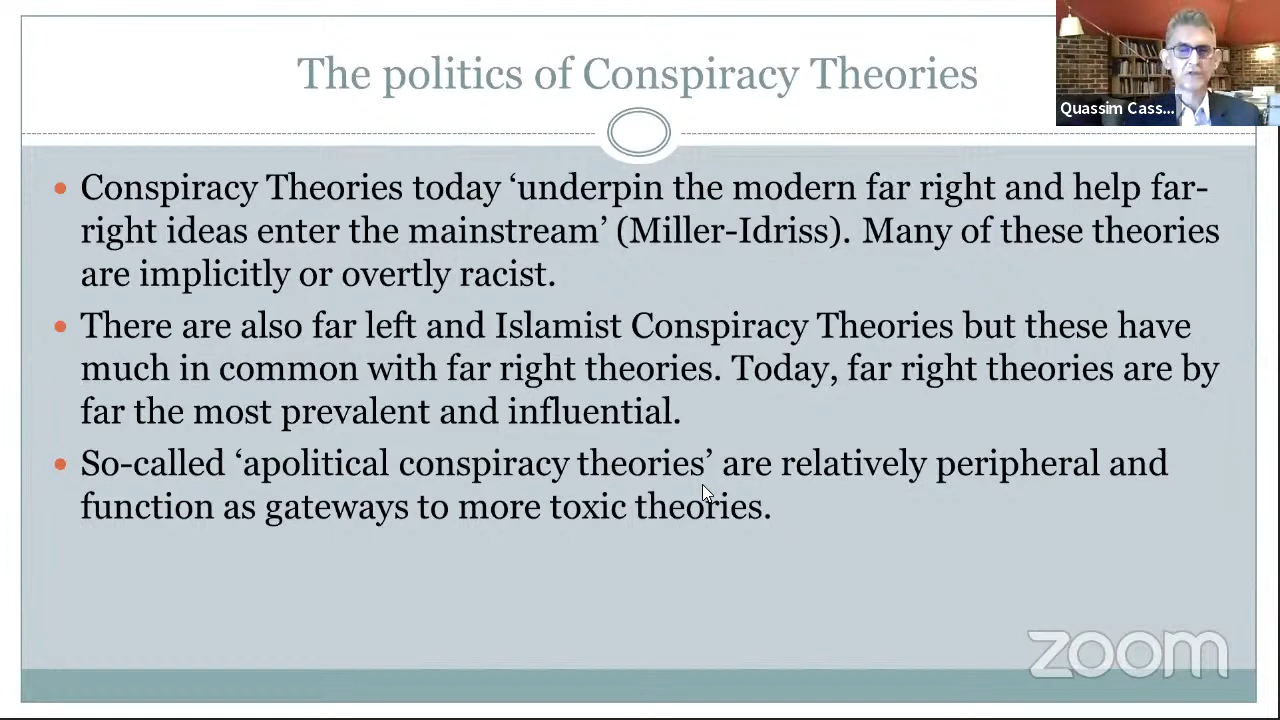 The politics of Conspiracy Theories
Quassim Cass...
• Conspiracy Theories today ‘underpin the modern far right and help far-
right ideas enter the mainstream’ (Miller-Idriss). Many of these theories
are implicitly or overtly racist.
• There are also far left and Islamist Conspiracy Theories but these have
much in common with far right theories. Today, far right theories are by
far the most prevalent and influential.
• So-called ‘apolitical conspiracy theories’ are relatively peripheral and
function as gateways to more toxic theories.
zoom